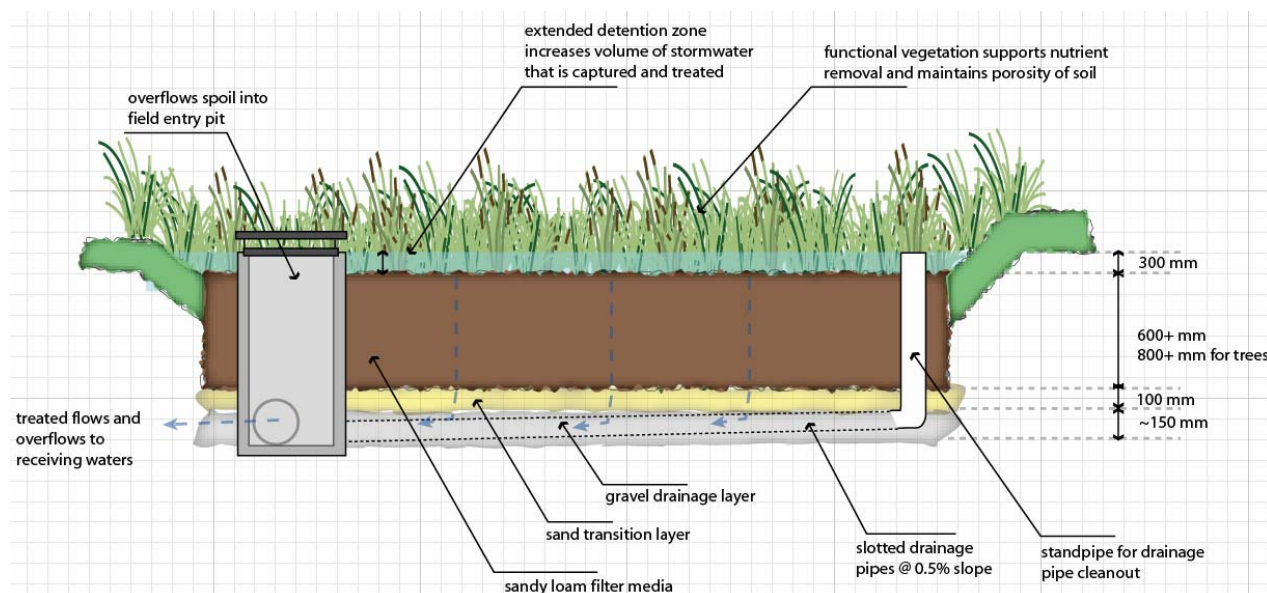 extended detention zone
increases volume of stormwater
that is captured and treated
functional vegetation supports nutrient
removal and maintains porosity of soil
overflows spoil into
field entry pit
300 mm
600+ mm
800+ mm for trees
100 mm
~150 mm
treated flows and
overflows to
receiving waters
gravel drainage layer
sand transition layer
sandy loam filter media
slotted drainage
pipes @ 0.5% slope
standpipe for drainage
pipe cleanout